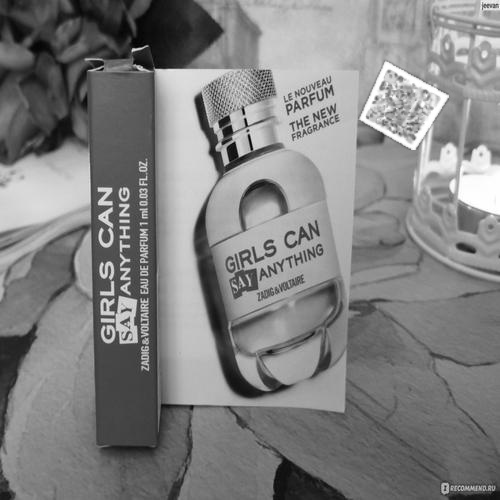 jeevan
GIRLS CAN
SAY ANYTHING
ZADIG & VOLTAIRE EAU DE PARFUM 1 ml 0.03 FL.OZ.
LE NOUVEAU
PARFUM
THE NEW
FRAGRANCE
GIRLS CAN
SAY ANYTHING
ZADIG & VOLTAIRE
RECOMMEND.RU